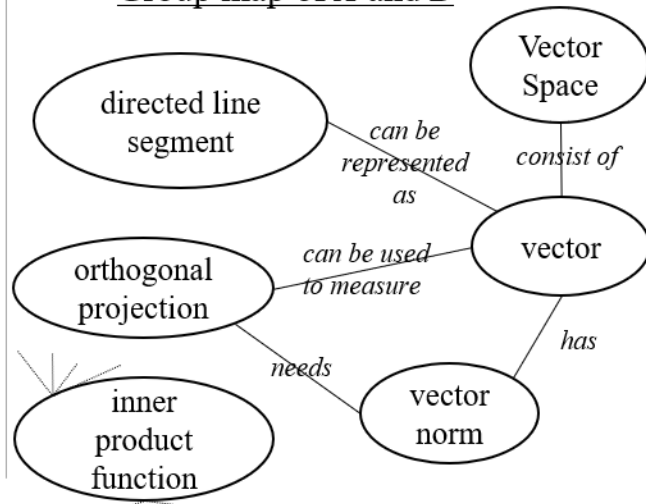 Group map of A and B
Vector
Space
directed line
segment
can be
represented
as
consist of
vector
can be used
to measure
orthogonal
projection
has
needs
vector
norm
inner
product
function